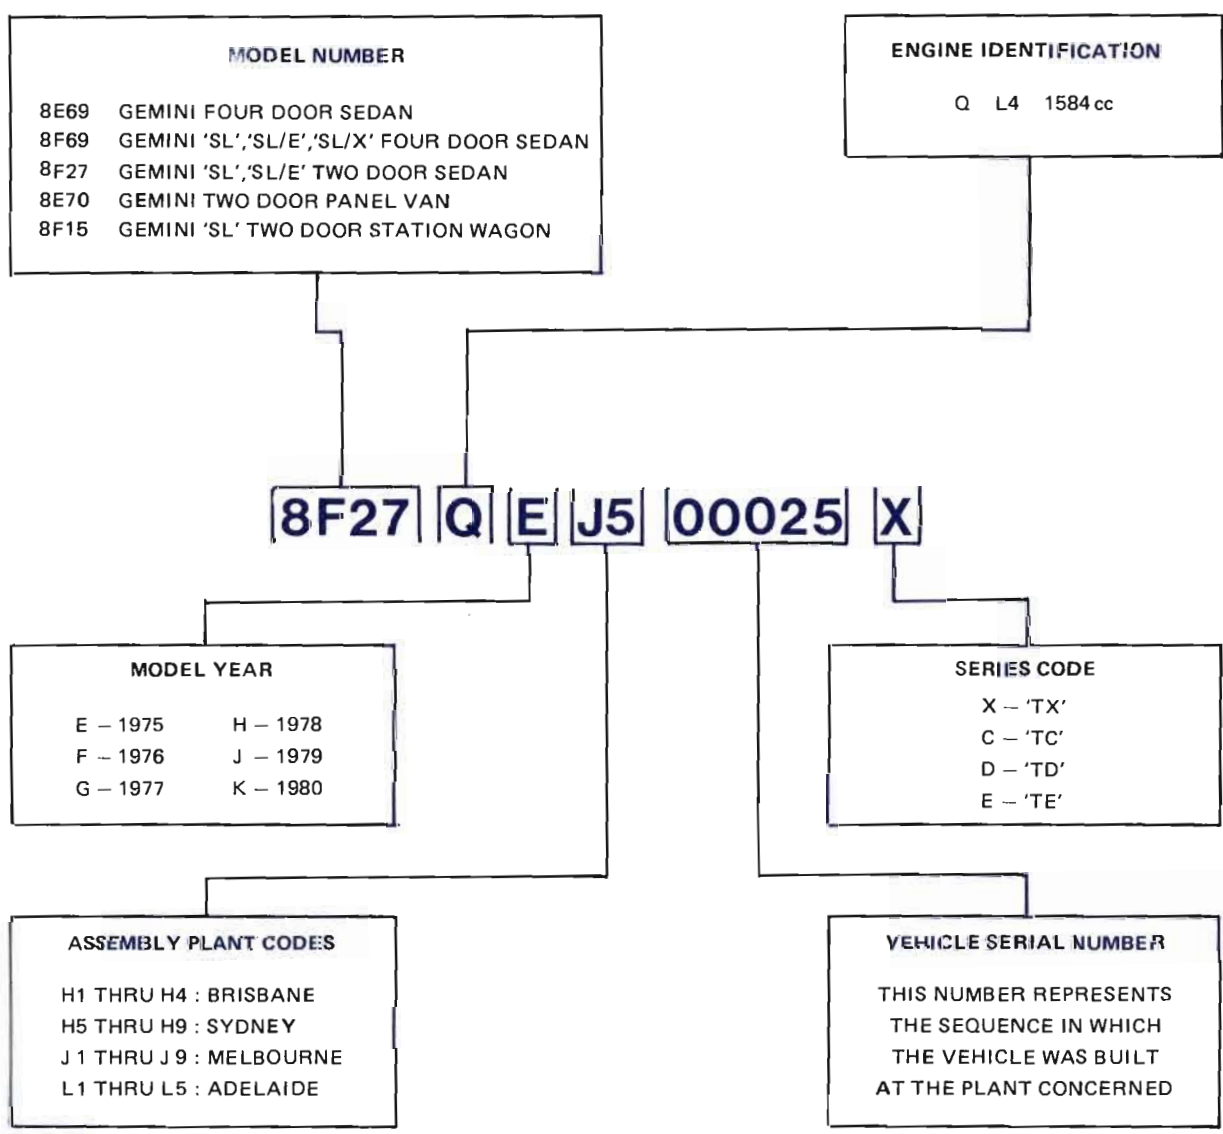 MODEL NUMBER
8E69 GEMINI FOUR DOOR SEDAN
8F69 GEMINI 'SL','SL/E','SL/X' FOUR DOOR SEDAN
8F27 GEMINI 'SL','SL/E' TWO DOOR SEDAN
8E70 GEMINI TWO DOOR PANEL VAN
8F15 GEMINI 'SL' TWO DOOR STATION WAGON
ENGINE IDENTIFICATION
Q L4 1584 cc
8F27 Q E J5 00025 X
MODEL YEAR
E – 1975 H – 1978
F – 1976 J – 1979
G – 1977 K – 1980
SERIES CODE
X – 'TX'
C – 'TC'
D – 'TD'
E – 'TE'
ASSEMBLY PLANT CODES
H1 THRU H4 : BRISBANE
H5 THRU H9 : SYDNEY
J1 THRU J9 : MELBOURNE
L1 THRU L5 : ADELAIDE
VEHICLE SERIAL NUMBER
THIS NUMBER REPRESENTS
THE SEQUENCE IN WHICH
THE VEHICLE WAS BUILT
AT THE PLANT CONCERNED